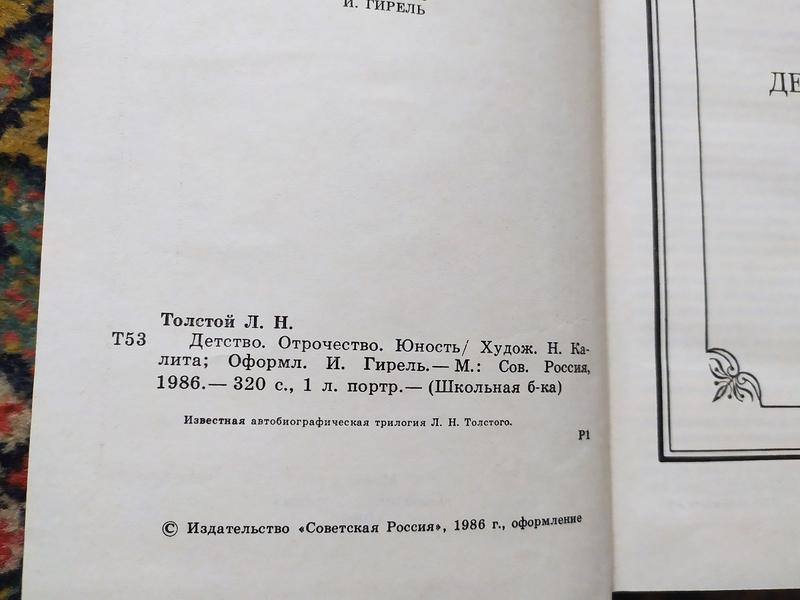 И. ГИРЕЛЬ
Толстой Л. Н.
Т53
Детство. Отрочество. Юность/ Худож. Н. Ка-
лита; Оформл. И. Гирель.— М.: Сов. Россия,
1986.— 320 с., 1 л. портр.— (Школьная б-ка)
Известная автобиографическая трилогия Л. Н. Толстого.
Р1
© Издательство «Советская Россия», 1986 г., оформление
ДЕ